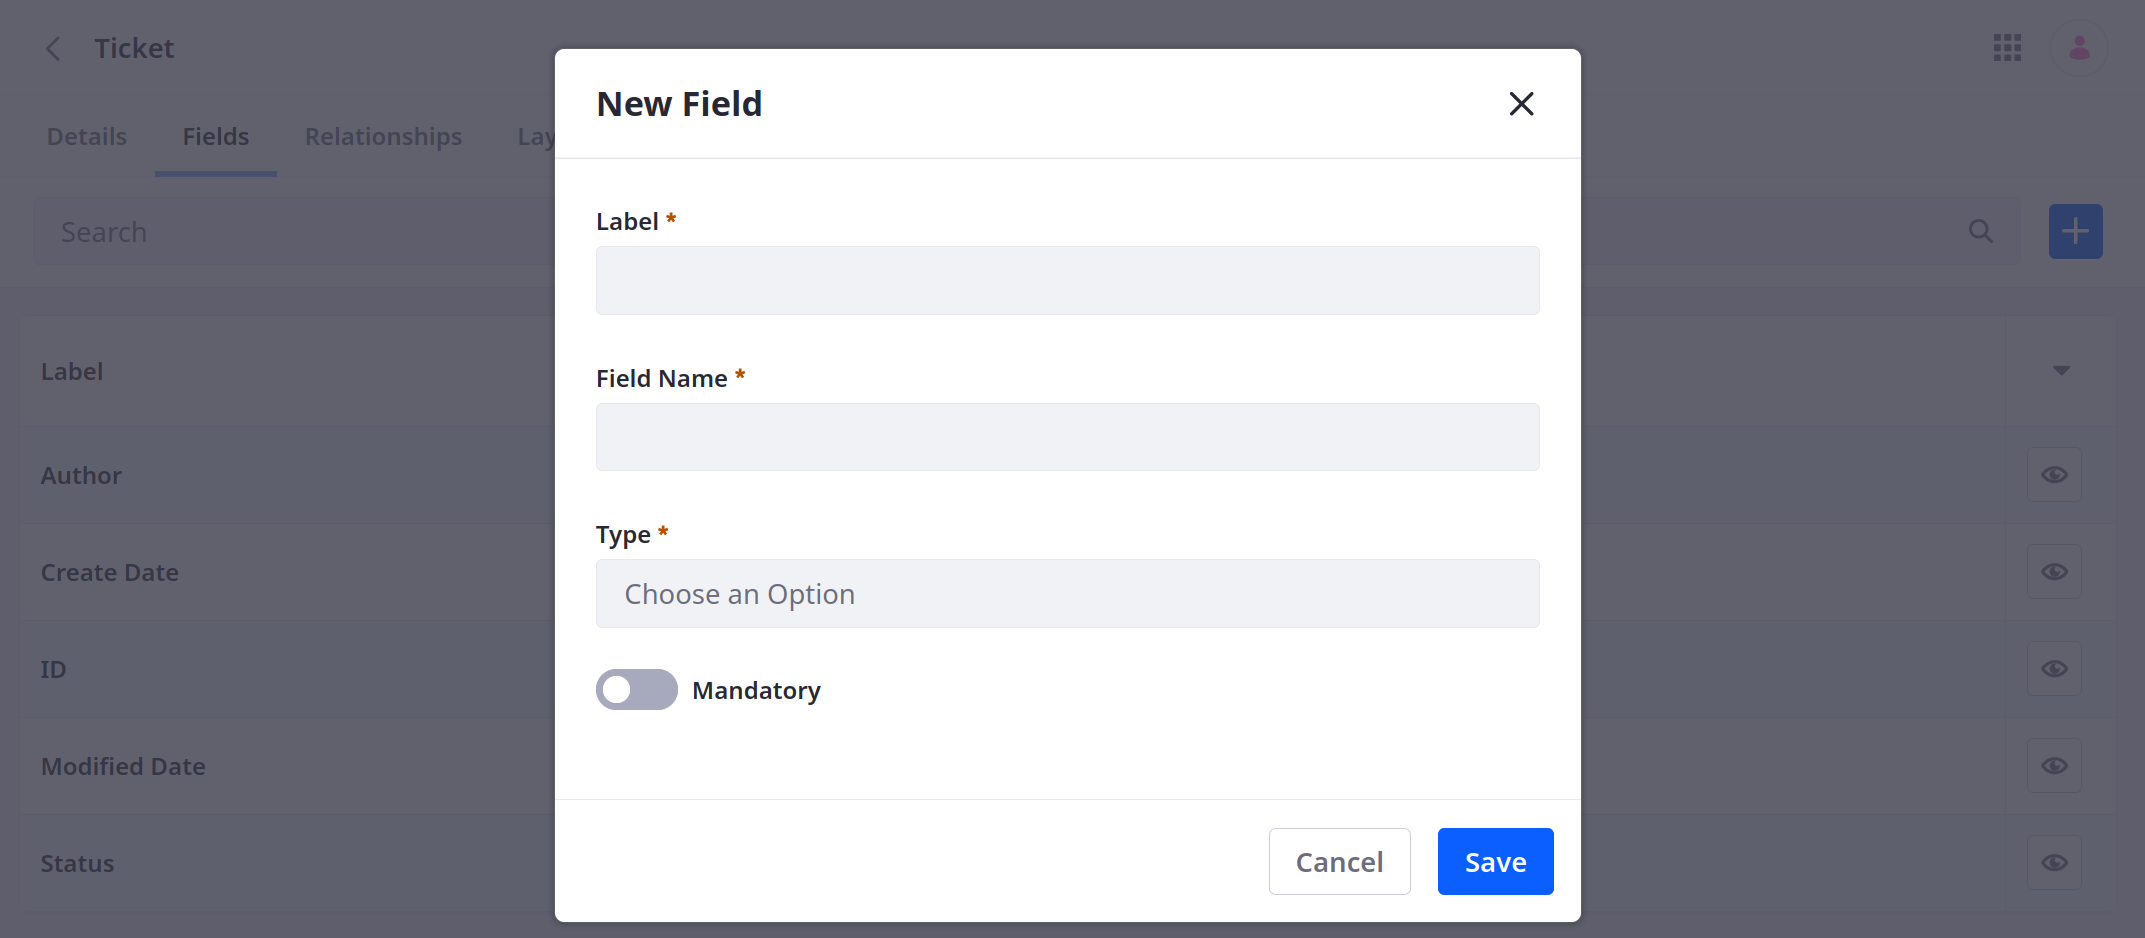 Ticket
Details Fields Relationships Lay
Search
Label
Author
Create Date
ID
Modified Date
Status
New Field
Label *
Field Name *
Type *
Choose an Option
Mandatory
Cancel Save